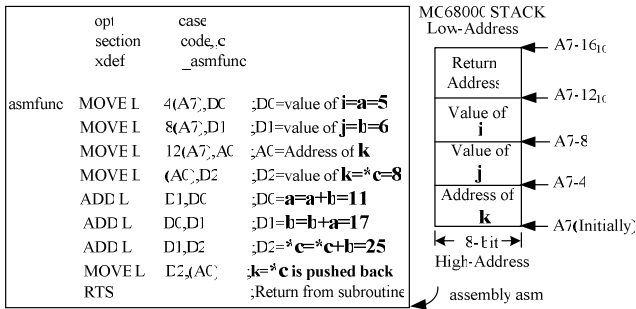 opt case
section code,c
xdef _asmfunc
asmfunc MOVE L 4(A7),D0 ;D0=value of i=a=5
MOVE L 8(A7),D1 ;D1=value of j=b=6
MOVE L 12(A7),A0 ;A0=Address of k
MOVE L (A0),D2 ;D2=value of k=*c=8
ADD L D1,D0 ;D0=a=a+b=11
ADD L D0,D1 ;D1=b=b+a=17
ADD L D1,D2 ;D2=*c=*c+b=25
MOVE L D2,(A0) ;k=*c is pushed back
RTS ;Return from subroutine
assembly asm
MC68000 STACK
Low-Address
A7-16₁₀
Return
Address
A7-12₁₀
Value of
i
A7-8
Value of
j
A7-4
Address of
k
A7(Initially)
8-bit
High-Address